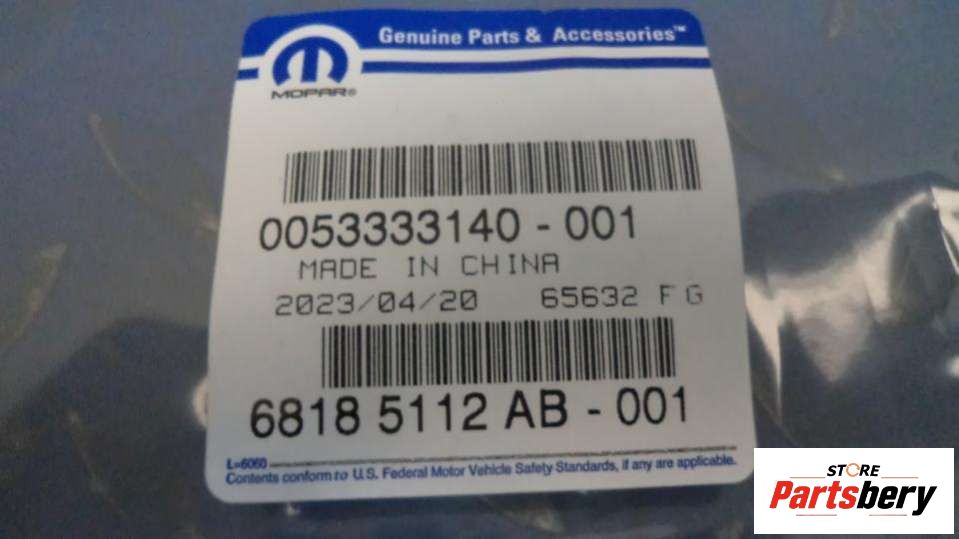 Genuine Parts & Accessories™
MOPAR®
0053333140 - 001
MADE IN CHINA
2023/04/20 65632 FG
6818 5112 AB - 001
L=6060
Contents conform to U.S. Federal Motor Vehicle Safety Standards, if any are applicable.
STORE
Partsbery